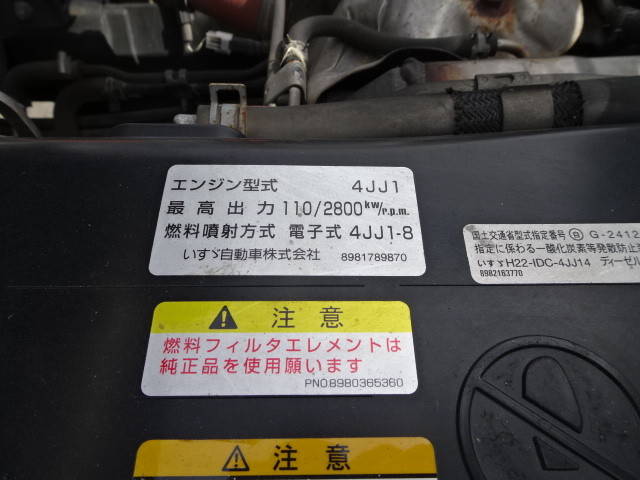 エンジン型式 4JJ1
最高出力 110/2800kw/r.p.m.
燃料噴射方式 電子式 4JJ1-8
いすゞ自動車株式会社 8981789870
国土交通省型式指定番号 Ⓑ G-2412
指定に係わる一酸化炭素等発散防止
いすゞH22-IDC-4JJ14 ディーゼル
8982163770
注意
燃料フィルタエレメントは
純正品を使用願います
PNO.8980365360
注意